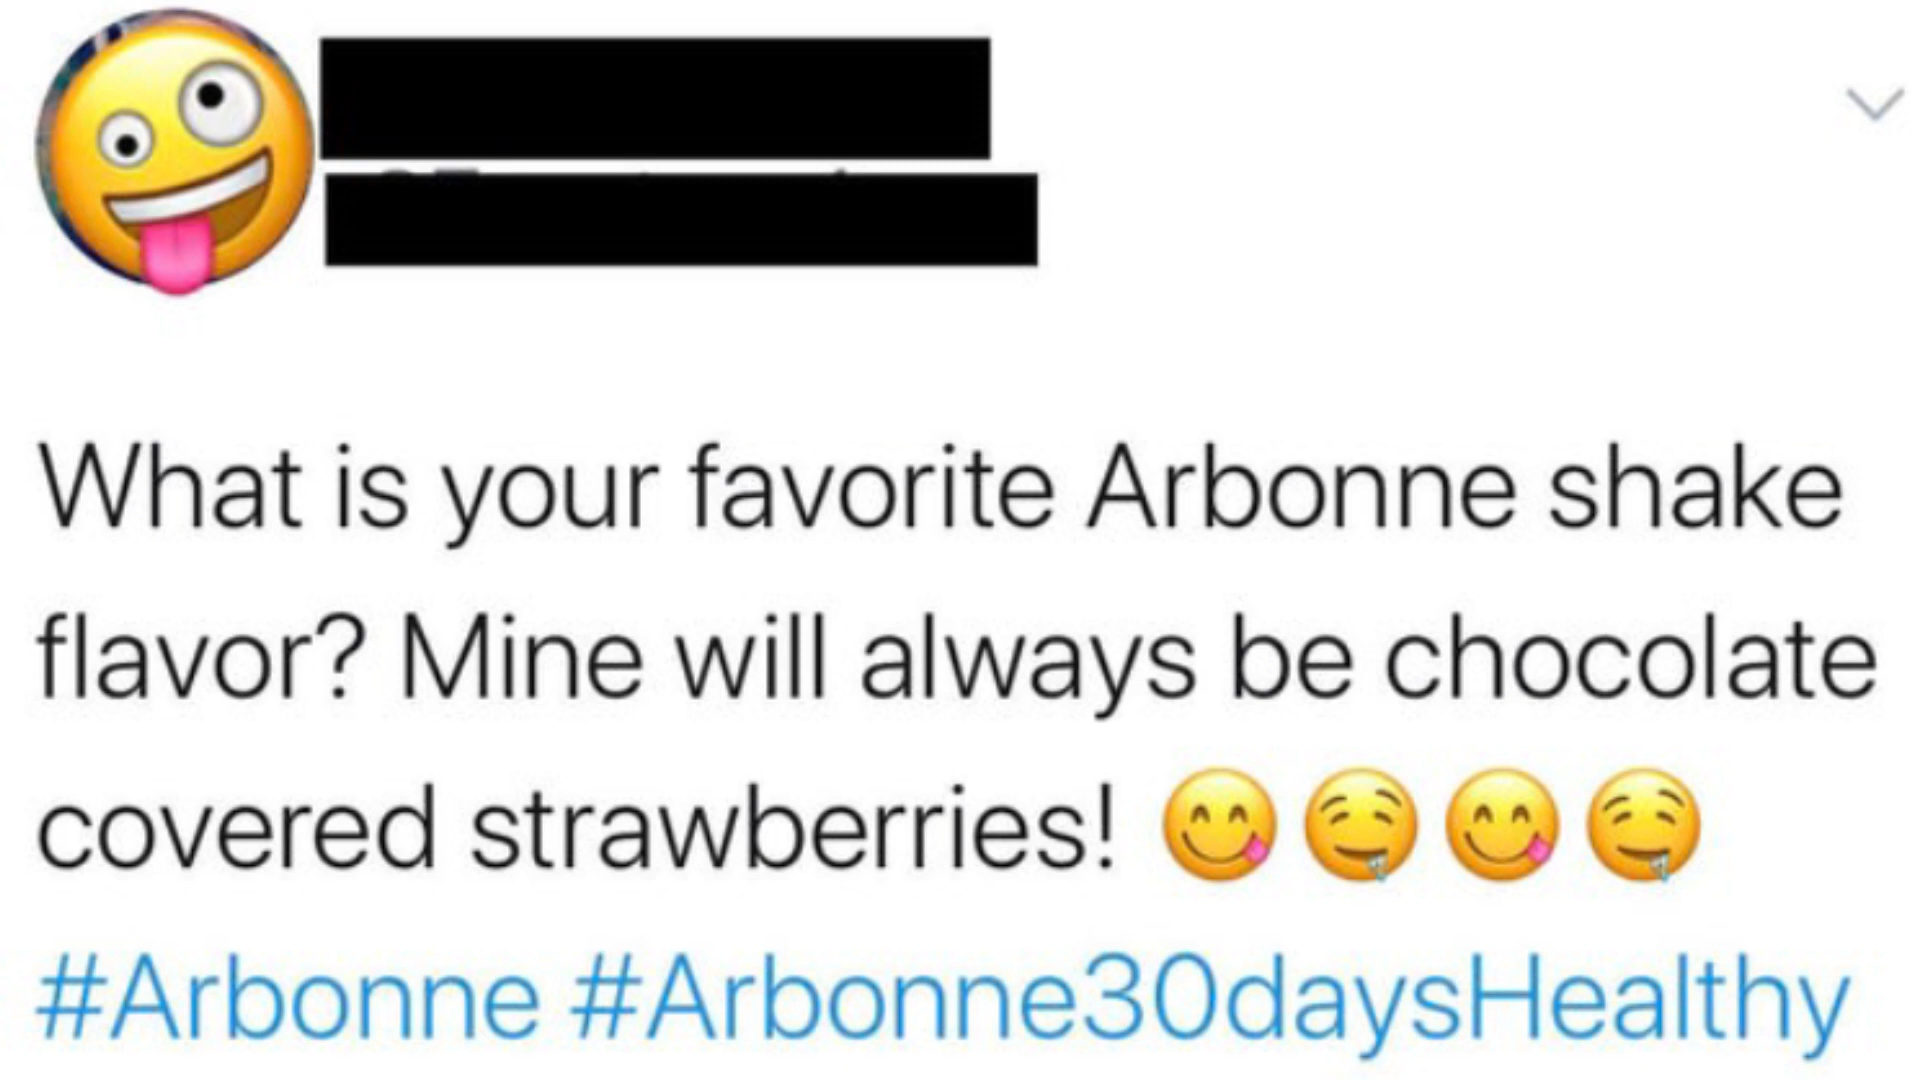 What is your favorite Arbonne shake
flavor? Mine will always be chocolate
covered strawberries! 😋🤤😋🤤
#Arbonne #Arbonne30daysHealthy